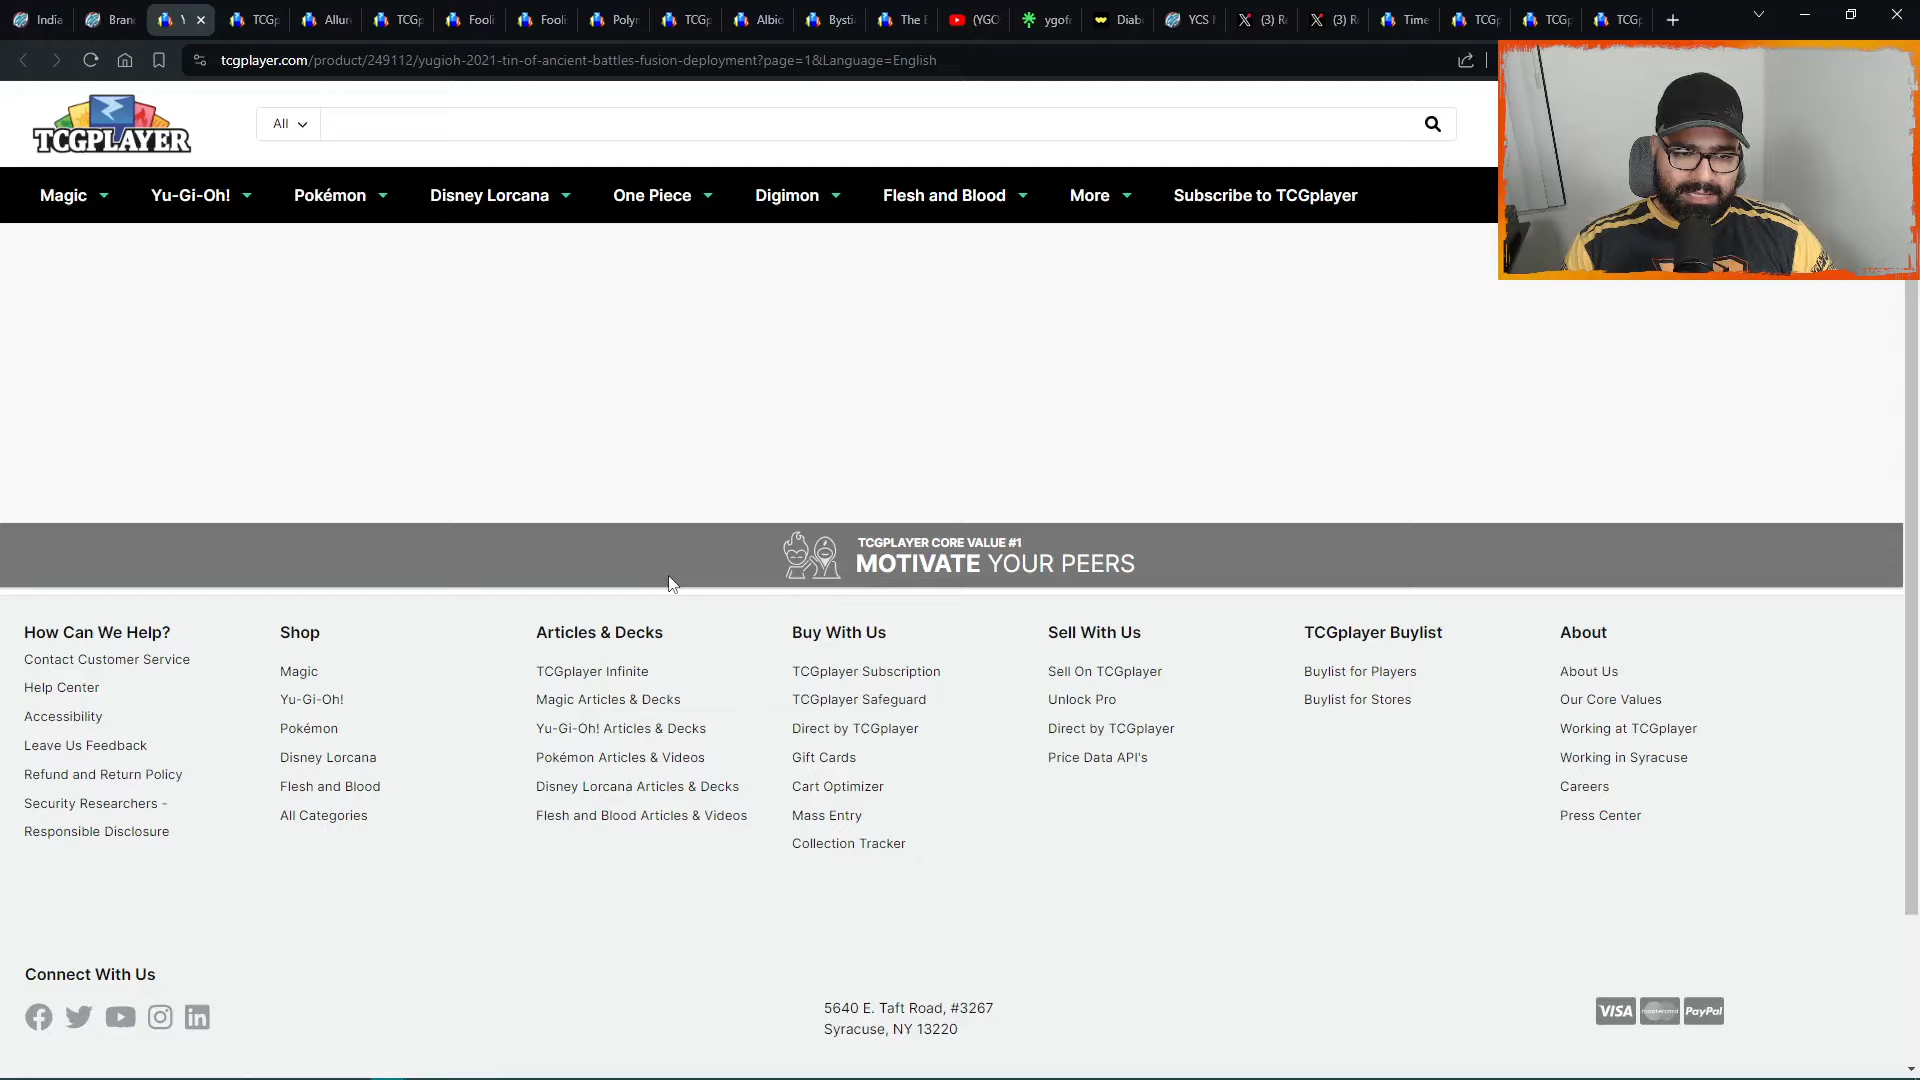 India
Branc
Y
TCGp
Allure
TCGp
Fooli
Fooli
Polym
TCGp
Albio
Bysti
The B
(YGO
ygofr
Diab
YCS
(3) R
(3) R
Time
TCGp
TCGp
TCGp
tcgplayer.com/product/249112/yugioh-2021-tin-of-ancient-battles-fusion-deployment?page=1&Language=English
TCGPLAYER
All
Magic
Yu-Gi-Oh!
Pokémon
Disney Lorcana
One Piece
Digimon
Flesh and Blood
More
Subscribe to TCGplayer
TCGPLAYER CORE VALUE #1
MOTIVATE YOUR PEERS
How Can We Help?
Contact Customer Service
Help Center
Accessibility
Leave Us Feedback
Refund and Return Policy
Security Researchers -
Responsible Disclosure
Shop
Magic
Yu-Gi-Oh!
Pokémon
Disney Lorcana
Flesh and Blood
All Categories
Articles & Decks
TCGplayer Infinite
Magic Articles & Decks
Yu-Gi-Oh! Articles & Decks
Pokémon Articles & Videos
Disney Lorcana Articles & Decks
Flesh and Blood Articles & Videos
Buy With Us
TCGplayer Subscription
TCGplayer Safeguard
Direct by TCGplayer
Gift Cards
Cart Optimizer
Mass Entry
Collection Tracker
Sell With Us
Sell On TCGplayer
Unlock Pro
Direct by TCGplayer
Price Data API's
TCGplayer Buylist
Buylist for Players
Buylist for Stores
About
About Us
Our Core Values
Working at TCGplayer
Working in Syracuse
Careers
Press Center
Connect With Us
5640 E. Taft Road, #3267
Syracuse, NY 13220
VISA
mastercard
PayPal